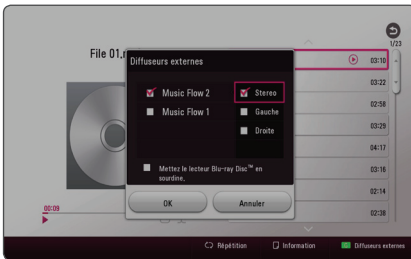 1/23
File 01.
Diffuseurs externes
Music Flow 2
Stereo
Music Flow 1
Gauche
Droite
Mettez le lecteur Blu-ray Disc™ en
sourdine.
OK
Annuler
03:10
03:22
02:58
03:29
04:17
03:16
02:14
02:38
00:09
Répétition
Information
Diffuseurs externes